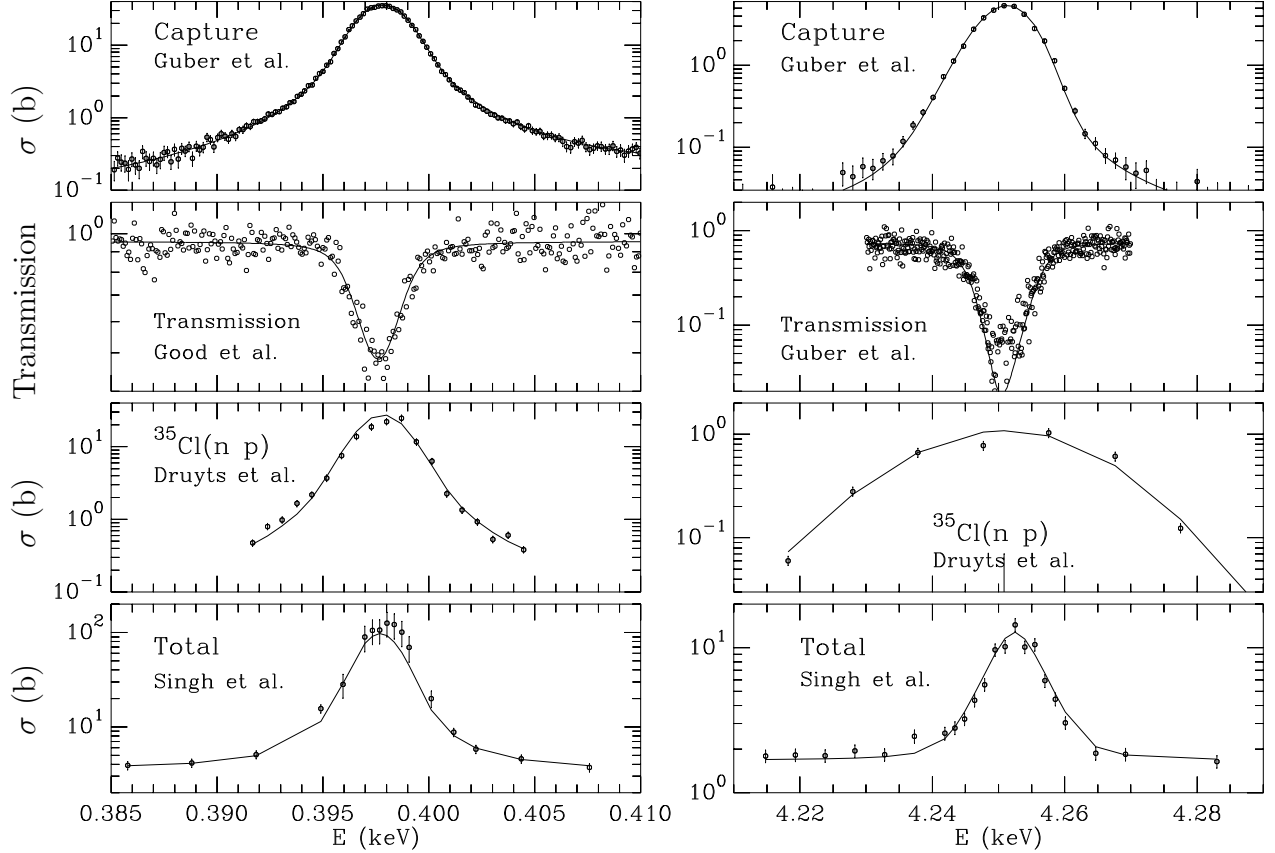 Capture
Guber et al.
σ (b)
10^1
10^0
10^-1
Capture
Guber et al.
10^0
10^-1
Transmission
10^0
Transmission
Good et al.
10^0
10^-1
Transmission
Guber et al.
σ (b)
10^1
10^0
10^-1
^35Cl(n p)
Druyts et al.
10^0
10^-1
^35Cl(n p)
Druyts et al.
σ (b)
10^2
10^1
Total
Singh et al.
10^1
10^0
Total
Singh et al.
0.385 0.390 0.395 0.400 0.405 0.410
E (keV)
4.22 4.24 4.26 4.28
E (keV)